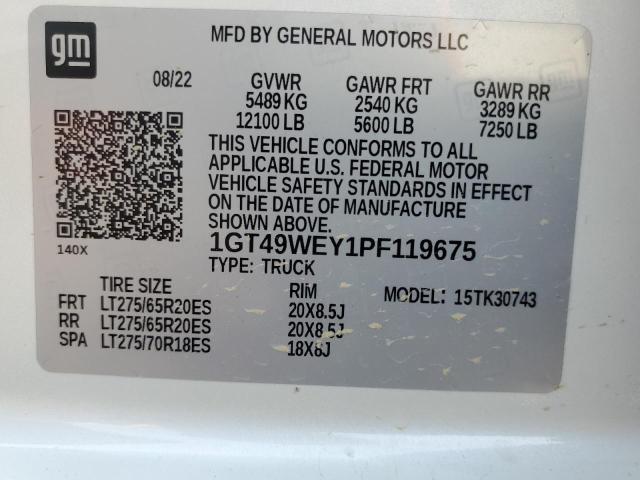 gm
MFD BY GENERAL MOTORS LLC
08/22 GVWR GAWR FRT GAWR RR
5489 KG 2540 KG 3289 KG
12100 LB 5600 LB 7250 LB
THIS VEHICLE CONFORMS TO ALL
APPLICABLE U.S. FEDERAL MOTOR
VEHICLE SAFETY STANDARDS IN EFFECT
ON THE DATE OF MANUFACTURE
SHOWN ABOVE.
140X
1GT49WEY1PF119675
TYPE: TRUCK
TIRE SIZE RIM MODEL: 15TK30743
FRT LT275/65R20ES 20X8.5J
RR LT275/65R20ES 20X8.5J
SPA LT275/70R18ES 18X8J